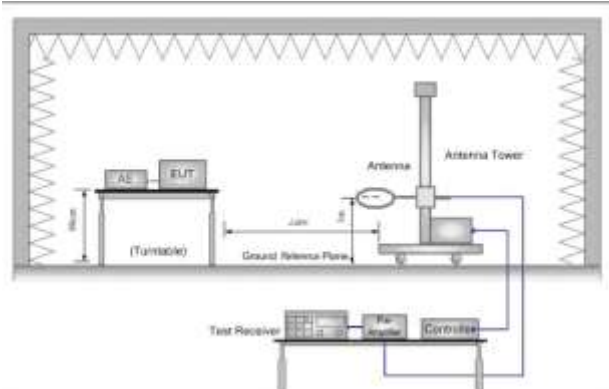 Antenna Tower
Antenna
EUT
AE
(Turntable)
Ground Reference Plane
Test Receiver
Controller